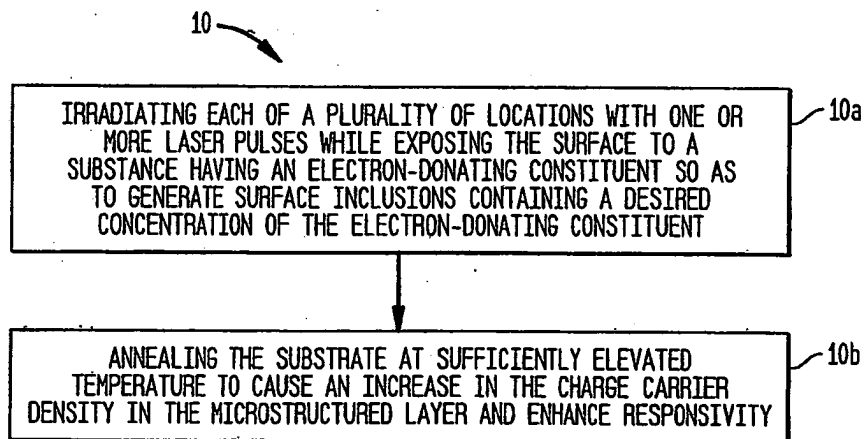 10
IRRADIATING EACH OF A PLURALITY OF LOCATIONS WITH ONE OR
MORE LASER PULSES WHILE EXPOSING THE SURFACE TO A
SUBSTANCE HAVING AN ELECTRON-DONATING CONSTITUENT SO AS
TO GENERATE SURFACE INCLUSIONS CONTAINING A DESIRED
CONCENTRATION OF THE ELECTRON-DONATING CONSTITUENT
10a
ANNEALING THE SUBSTRATE AT SUFFICIENTLY ELEVATED
TEMPERATURE TO CAUSE AN INCREASE IN THE CHARGE CARRIER
DENSITY IN THE MICROSTRUCTURED LAYER AND ENHANCE RESPONSIVITY
10b